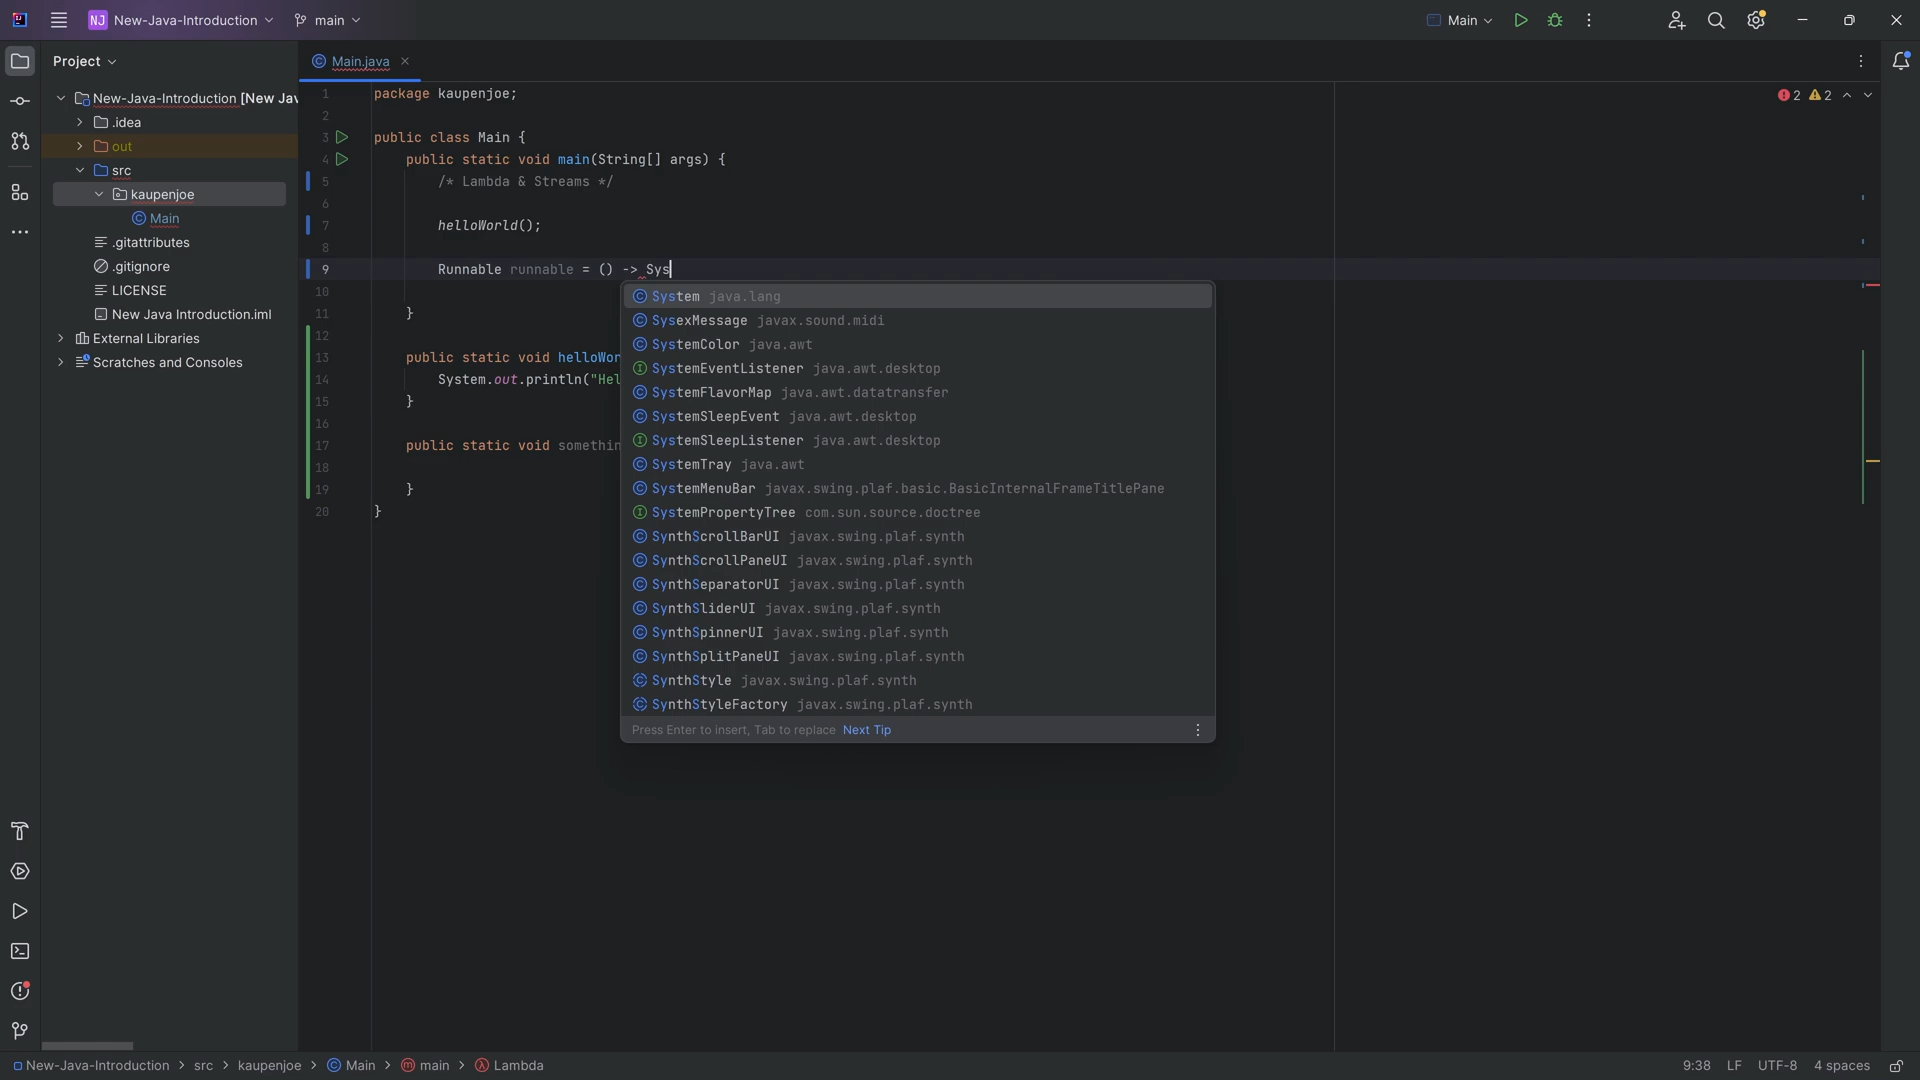 NJ New-Java-Introduction main Main
Project
Main.java
New-Java-Introduction [New Jav
.idea
out
src
kaupenjoe
Main
.gitattributes
.gitignore
LICENSE
New Java Introduction.iml
External Libraries
Scratches and Consoles
2 2
1 package kaupenjoe;
2
3 public class Main {
4 public static void main(String[] args) {
5 /* Lambda & Streams */
6
7 helloWorld();
8
9 Runnable runnable = () -> Sys
10
11 }
12
13 public static void helloWor
14 System.out.println("Hel
15 }
16
17 public static void somethin
18
19 }
20 }
System java.lang
SysexMessage javax.sound.midi
SystemColor java.awt
SystemEventListener java.awt.desktop
SystemFlavorMap java.awt.datatransfer
SystemSleepEvent java.awt.desktop
SystemSleepListener java.awt.desktop
SystemTray java.awt
SystemMenuBar javax.swing.plaf.basic.BasicInternalFrameTitlePane
SystemPropertyTree com.sun.source.doctree
SynthScrollBarUI javax.swing.plaf.synth
SynthScrollPaneUI javax.swing.plaf.synth
SynthSeparatorUI javax.swing.plaf.synth
SynthSliderUI javax.swing.plaf.synth
SynthSpinnerUI javax.swing.plaf.synth
SynthSplitPaneUI javax.swing.plaf.synth
SynthStyle javax.swing.plaf.synth
SynthStyleFactory javax.swing.plaf.synth
Press Enter to insert, Tab to replace Next Tip
New-Java-Introduction > src > kaupenjoe > Main > main > Lambda
9:38 LF UTF-8 4 spaces